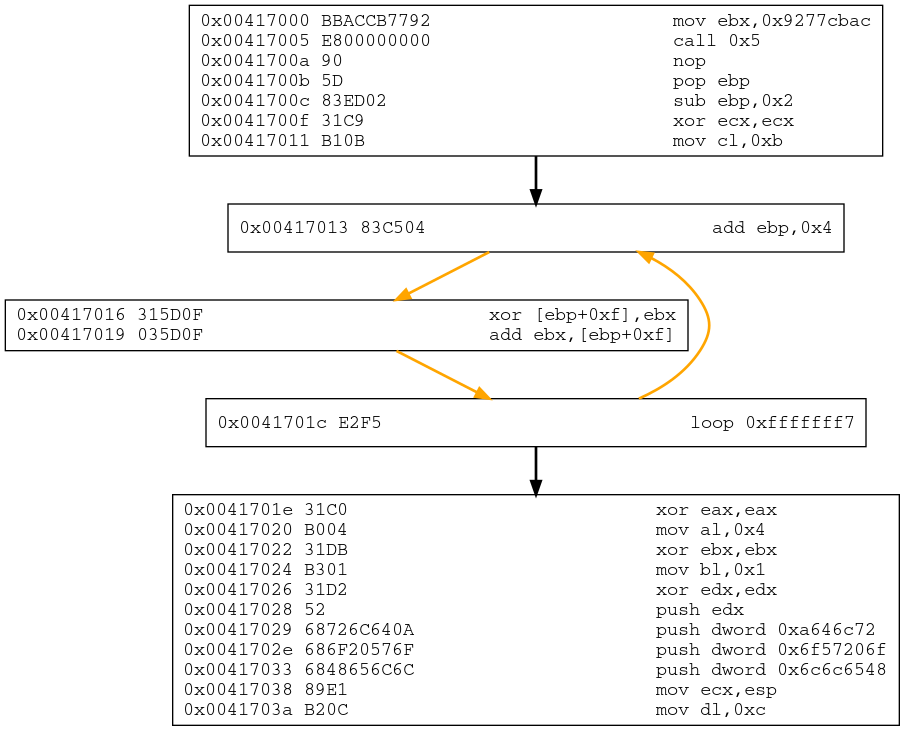 0x00417000 BBACCB7792 mov ebx,0x9277cbac
0x00417005 E800000000 call 0x5
0x0041700a 90 nop
0x0041700b 5D pop ebp
0x0041700c 83ED02 sub ebp,0x2
0x0041700f 31C9 xor ecx,ecx
0x00417011 B10B mov cl,0xb
0x00417013 83C504 add ebp,0x4
0x00417016 315D0F xor [ebp+0xf],ebx
0x00417019 035D0F add ebx,[ebp+0xf]
0x0041701c E2F5 loop 0xfffffff7
0x0041701e 31C0 xor eax,eax
0x00417020 B004 mov al,0x4
0x00417022 31DB xor ebx,ebx
0x00417024 B301 mov bl,0x1
0x00417026 31D2 xor edx,edx
0x00417028 52 push edx
0x00417029 68726C640A push dword 0xa646c72
0x0041702e 686F20576F push dword 0x6f57206f
0x00417033 6848656C6C push dword 0x6c6c6548
0x00417038 89E1 mov ecx,esp
0x0041703a B20C mov dl,0xc